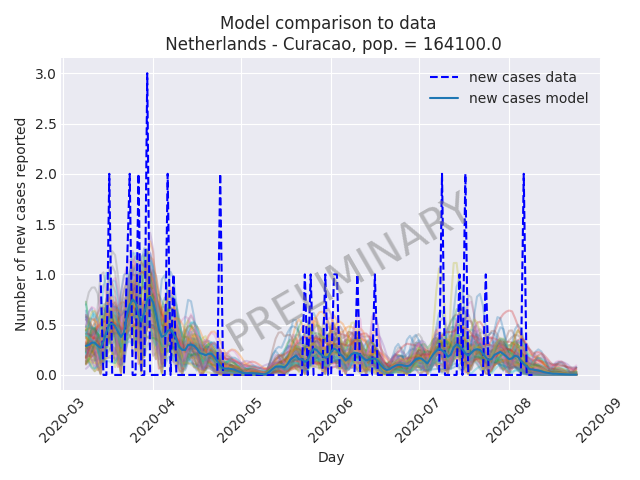 Model comparison to data
Netherlands - Curacao, pop. = 164100.0
new cases data
new cases model
Number of new cases reported
3.0
2.5
2.0
1.5
1.0
0.5
0.0
PRELIMINARY
2020-03
2020-04
2020-05
2020-06
2020-07
2020-08
2020-09
Day